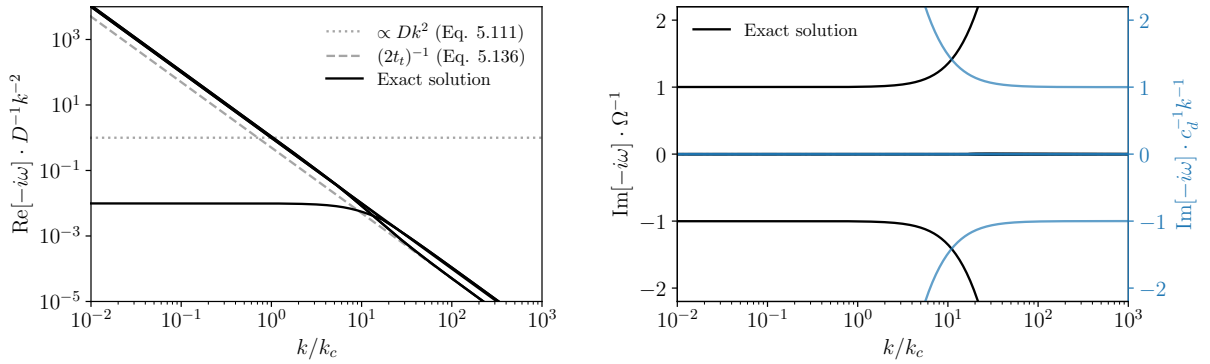 Re[−iω] · D⁻¹k⁻²
10³
10¹
10⁻¹
10⁻³
10⁻⁵
∝ Dk² (Eq. 5.111)
(2tₜ)⁻¹ (Eq. 5.136)
Exact solution
10⁻² 10⁻¹ 10⁰ 10¹ 10² 10³
k/k_c
Im[−iω] · Ω⁻¹
2
1
0
−1
−2
Exact solution
10⁻² 10⁻¹ 10⁰ 10¹ 10² 10³
k/k_c
2
1
0
−1
−2
Im[−iω] · c_d⁻¹k⁻¹